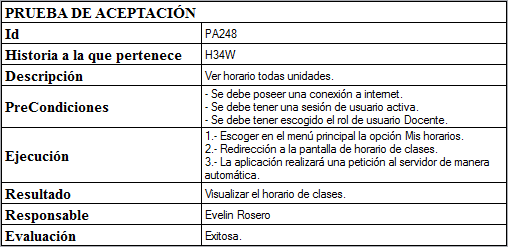 PRUEBA DE ACEPTACIÓN
Id PA248
Historia a la que pertenece H34W
Descripción Ver horario todas unidades.
PreCondiciones - Se debe poseer una conexión a internet.
- Se debe tener una sesión de usuario activa.
- Se debe tener escogido el rol de usuario Docente.
Ejecución 1.- Escoger en el menú principal la opción Mis horarios.
2.- Redirección a la pantalla de horario de clases.
3.- La aplicación realizará una petición al servidor de manera
automática.
Resultado Visualizar el horario de clases.
Responsable Evelin Rosero
Evaluación Exitosa.